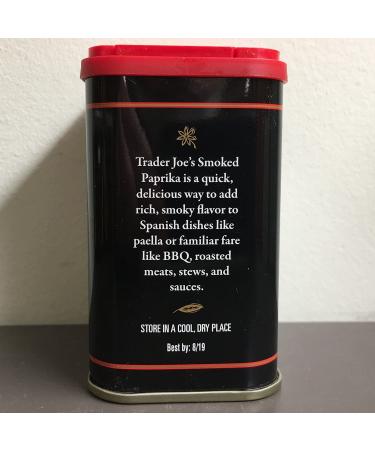 Trader Joe's Smoked
Paprika is a quick,
delicious way to add
rich, smoky flavor to
Spanish dishes like
paella or familiar fare
like BBQ, roasted
meats, stews, and
sauces.
STORE IN A COOL, DRY PLACE
Best by: 8/19